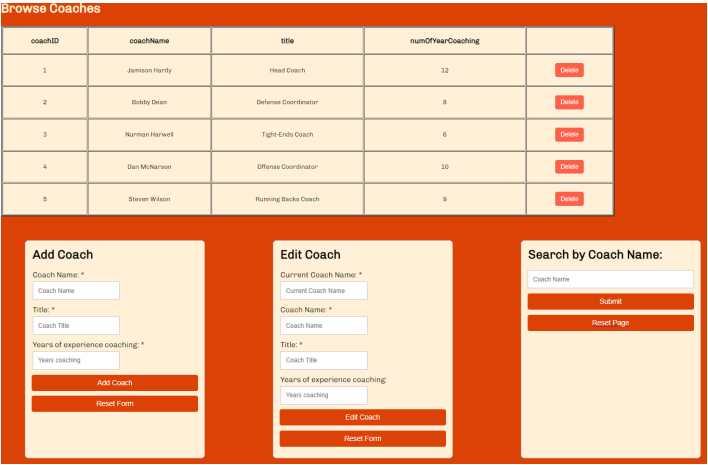 Browse Coaches
coachID coachName title numOfYearCoaching
1 Jamison Hardy Head Coach 12 Delete
2 Bobby Dean Defense Coordinator 8 Delete
3 Nurman Harwell Tight-Ends Coach 6 Delete
4 Dan McNarson Offense Coordinator 10 Delete
5 Steven Wilson Running Backs Coach 9 Delete
Add Coach
Coach Name: *
Coach Name
Title: *
Coach Title
Years of experience coaching: *
Years coaching
Add Coach
Reset Form
Edit Coach
Current Coach Name: *
Current Coach Name
Coach Name: *
Coach Name
Title: *
Coach Title
Years of experience coaching:
Years coaching
Edit Coach
Reset Form
Search by Coach Name:
Coach Name
Submit
Reset Page